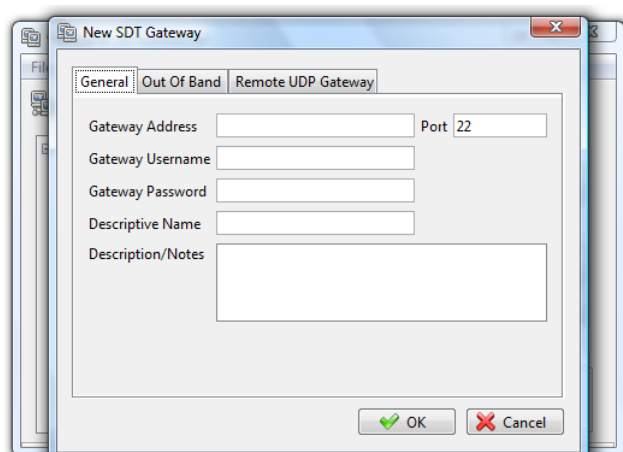 New SDT Gateway
General Out Of Band Remote UDP Gateway
Gateway Address Port 22
Gateway Username
Gateway Password
Descriptive Name
Description/Notes
OK Cancel